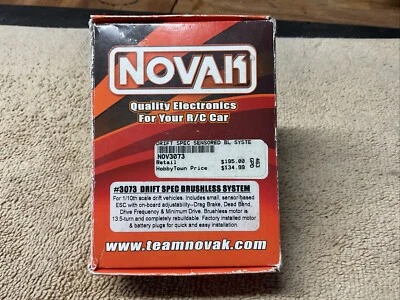 NOVAK
Quality Electronics
For Your R/C Car
DRIFT SPEC SENSORED BL SYSTE
NOV3073
Retail $195.00
HobbyTown Price $134.99
#3073 DRIFT SPEC BRUSHLESS SYSTEM
For 1/10th scale drift vehicles. Includes small, sensor-based
ESC with on-board adjustability--Drag Brake, Dead Band,
Drive Frequency & Minimum Drive. Brushless motor is
13.5-turn and completely rebuildable. Factory installed motor
& battery plugs for quick and easy installation.
www.teamnovak.com